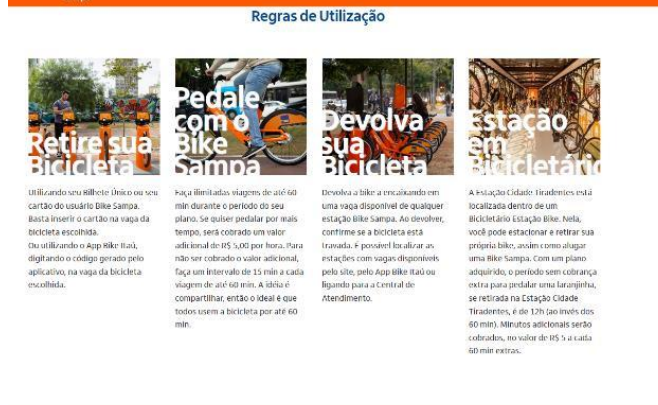 Regras de Utilização
Retire sua
Bicicleta
Utilizando seu Bilhete Único ou seu
cartão do usuário Bike Sampa.
Basta inserir o cartão na vaga da
bicicleta escolhida.
Ou utilizando o App Bike Itaú,
digitando o código gerado pelo
aplicativo, na vaga da bicicleta
escolhida.
Pedale
com o
Bike
Sampa
Faça ilimitadas viagens de até 60
min durante o período do seu
plano. Se quiser pedalar por mais
tempo, será cobrado um valor
adicional de R$ 5,00 por hora. Para
não ser cobrado o valor adicional,
faça um intervalo de 15 min a cada
viagem de até 60 min. A idéia é
compartilhar, então o ideal é que
todos usem a bicicleta por até 60
min.
Devolva
sua
Bicicleta
Devolva a bike a encaixando em
uma vaga disponível de qualquer
estação Bike Sampa. Ao devolver,
confirme se a bicicleta está
travada. É possível localizar as
estações com vagas disponíveis
pelo site, pelo App Bike Itaú ou
ligando para a Central de
Atendimento.
Estação
em
Bicicletário
A Estação Cidade Tiradentes está
localizada dentro de um
Bicicletário Estação Bike. Nela,
você pode estacionar e retirar sua
própria bike, assim como alugar
uma Bike Sampa. Com um plano
adquirido, o período sem cobrança
extra para pedalar uma laranjinha,
se retirada na Estação Cidade
Tiradentes, é de 12h (ao invés dos
60 min). Minutos adicionais serão
cobrados, no valor de R$ 5 a cada
60 min extras.